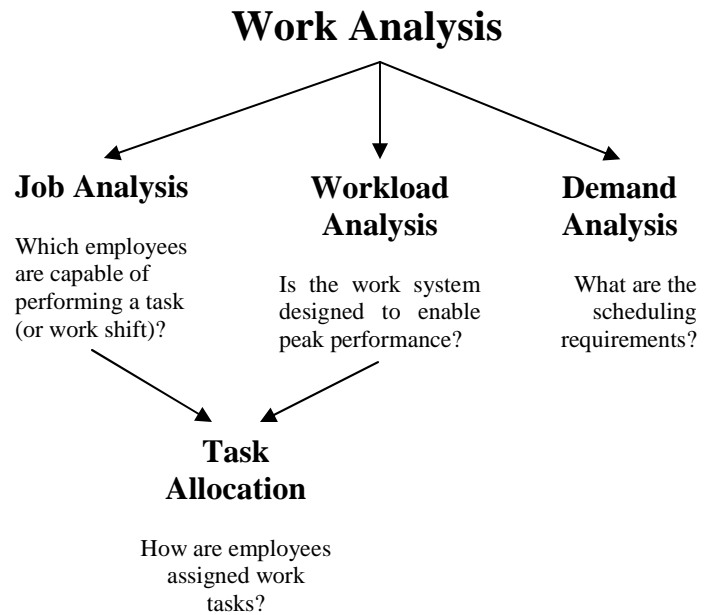 Work Analysis
Job Analysis
Which employees
are capable of
performing a task
(or work shift)?
Workload
Analysis
Is the work system
designed to enable
peak performance?
Demand
Analysis
What are the
scheduling
requirements?
Task
Allocation
How are employees
assigned work
tasks?